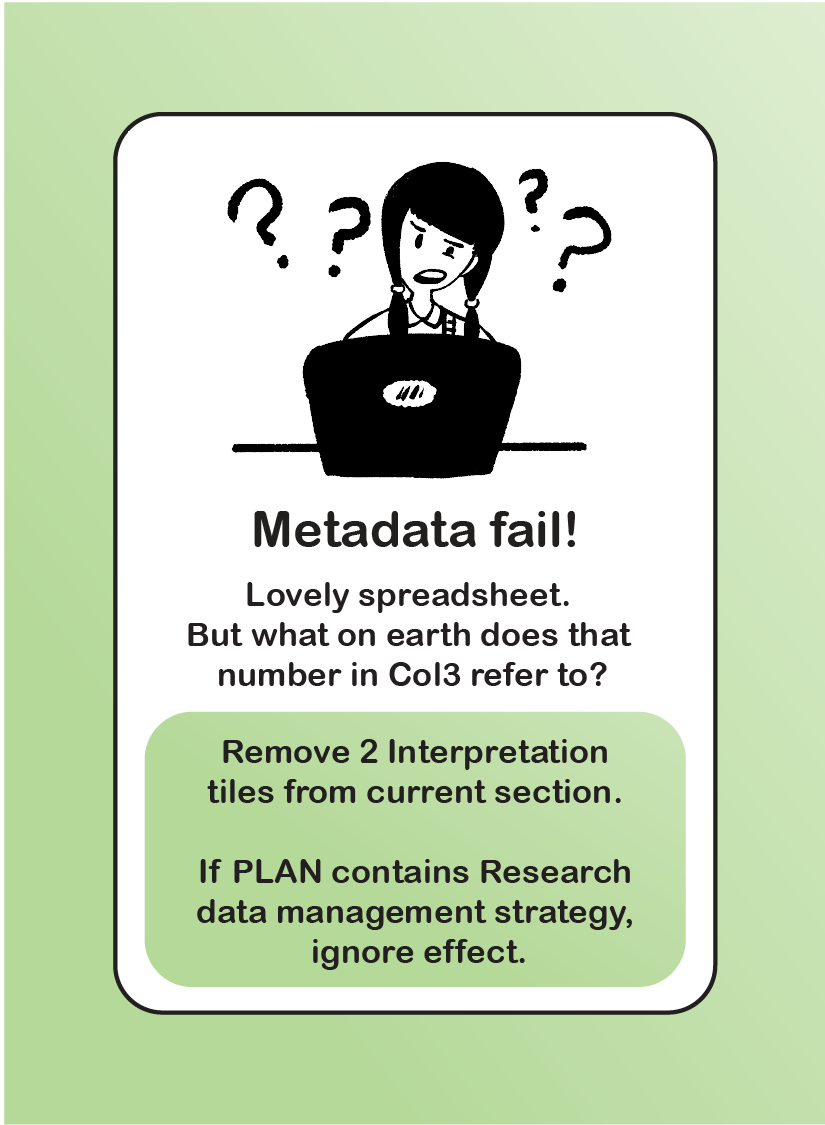 Metadata fail!
Lovely spreadsheet.
But what on earth does that
number in Col3 refer to?
Remove 2 Interpretation
tiles from current section.
If PLAN contains Research
data management strategy,
ignore effect.